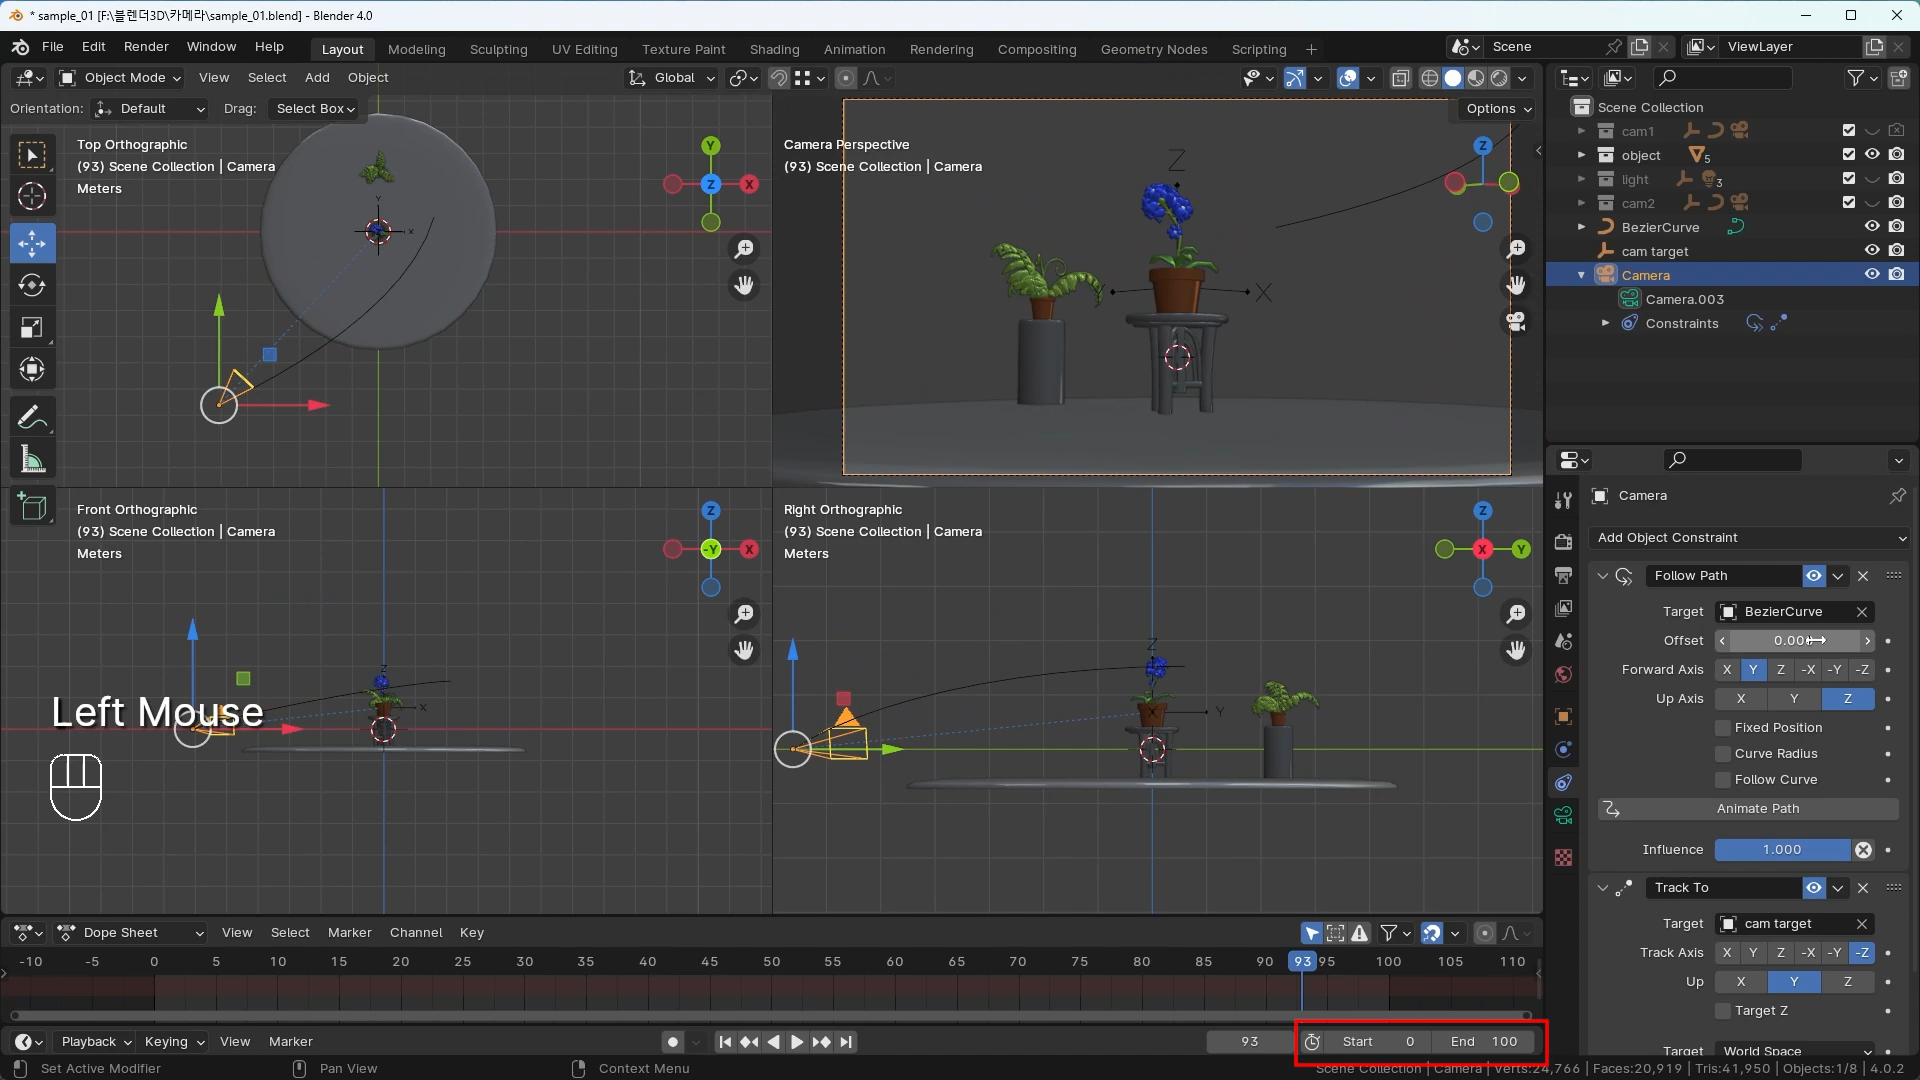 * sample_01 [F:\블렌더3D\카메라\sample_01.blend] - Blender 4.0
File Edit Render Window Help Layout Modeling Sculpting UV Editing Texture Paint Shading Animation Rendering Compositing Geometry Nodes Scripting + Scene ViewLayer
Object Mode View Select Add Object Global
Orientation: Default Drag: Select Box Options
Top Orthographic
(93) Scene Collection | Camera
Meters
Y
Z
X
Y
X
Camera Perspective
(93) Scene Collection | Camera
Z
Z
X
Front Orthographic
(93) Scene Collection | Camera
Meters
Z
-Y
X
Z
X
Left Mouse
Right Orthographic
(93) Scene Collection | Camera
Meters
Z
X
Y
Z
X
Y
Scene Collection
cam1
object 5
light 3
cam2
BezierCurve
cam target
Camera
Camera.003
Constraints
Camera
Add Object Constraint
Follow Path
Target BezierCurve
Offset 0.00
Forward Axis X Y Z -X -Y -Z
Up Axis X Y Z
Fixed Position
Curve Radius
Follow Curve
Animate Path
Influence 1.000
Track To
Target cam target
Track Axis X Y Z -X -Y -Z
Up X Y Z
Target Z
Target World Space
Dope Sheet View Select Marker Channel Key
-10 -5 0 5 10 15 20 25 30 35 40 45 50 55 60 65 70 75 80 85 90 93 95 100 105 110
Playback Keying View Marker 93 Start 0 End 100
Set Active Modifier Pan View Context Menu Scene Collection | Camera | Verts:24,766 | Faces:20,919 | Tris:41,950 | Objects:1/8 | 4.0.2